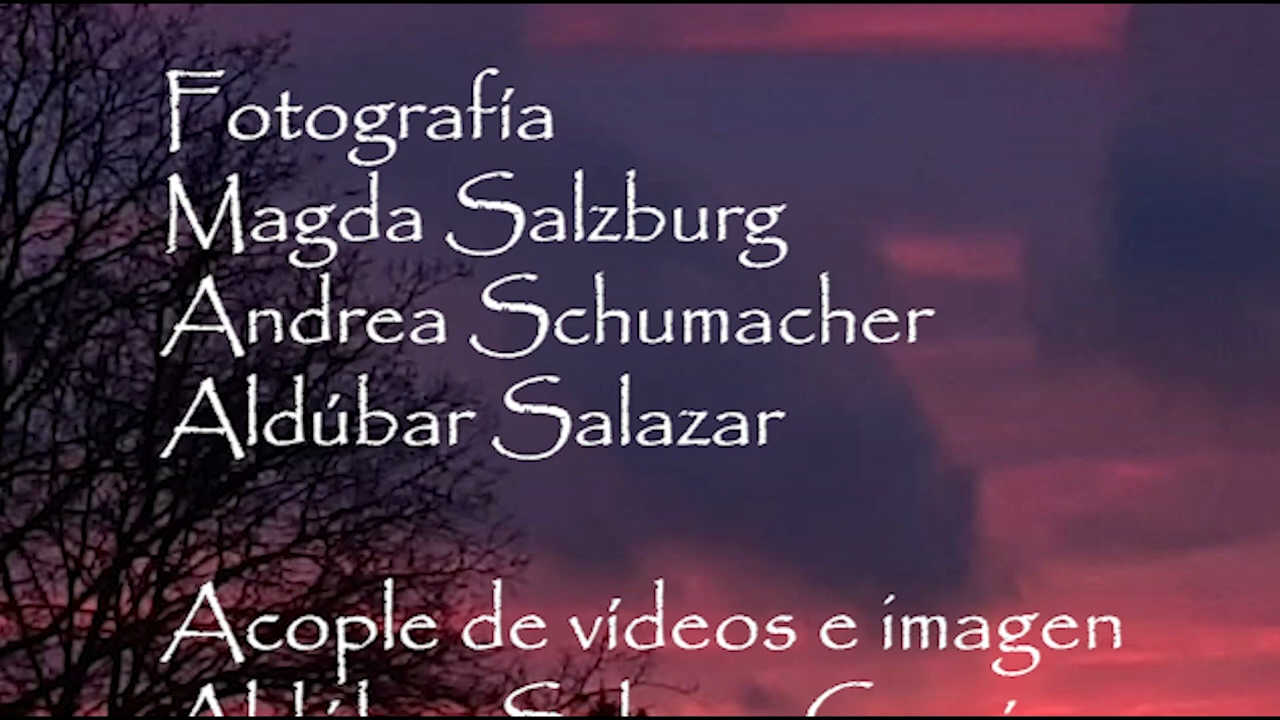 Fotografía
Magda Salzburg
Andrea Schumacher
Aldúbar Salazar
Acople de vídeos e imagen